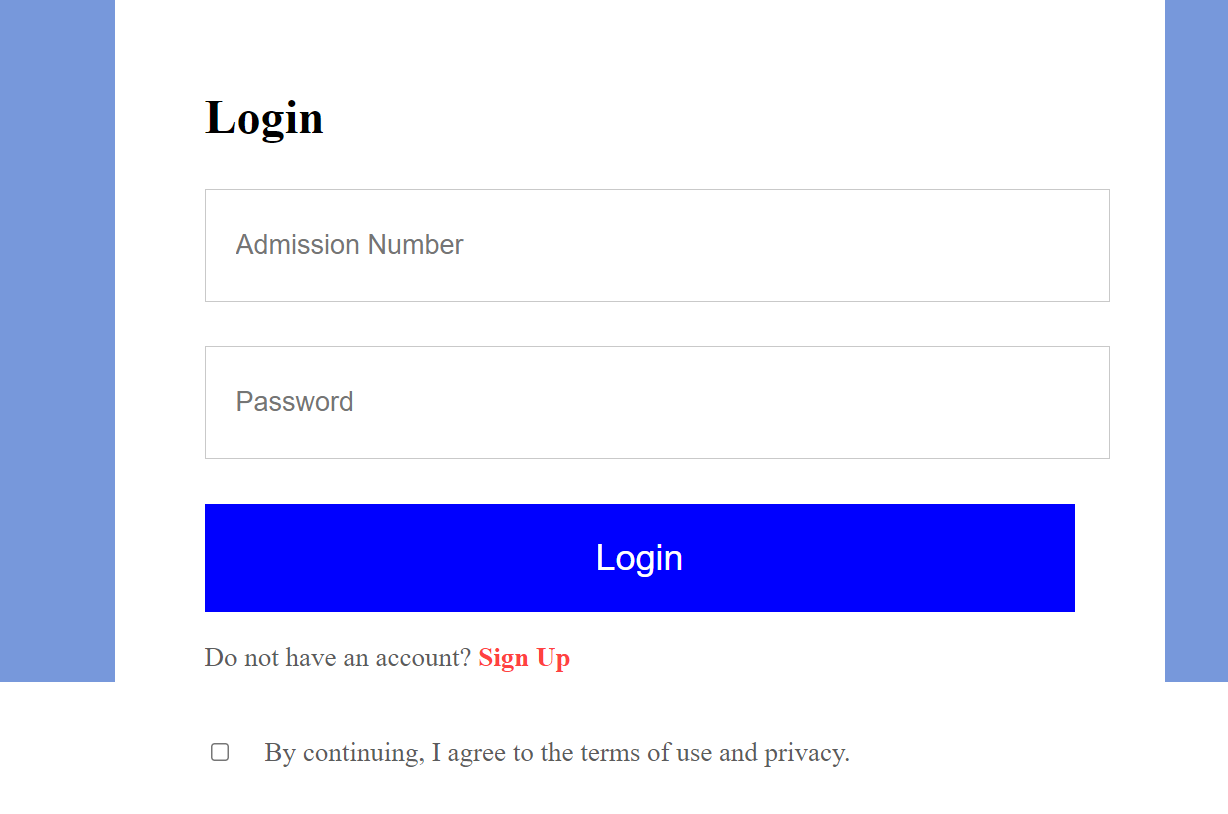 Login
Admission Number
Password
Login
Do not have an account? Sign Up
By continuing, I agree to the terms of use and privacy.